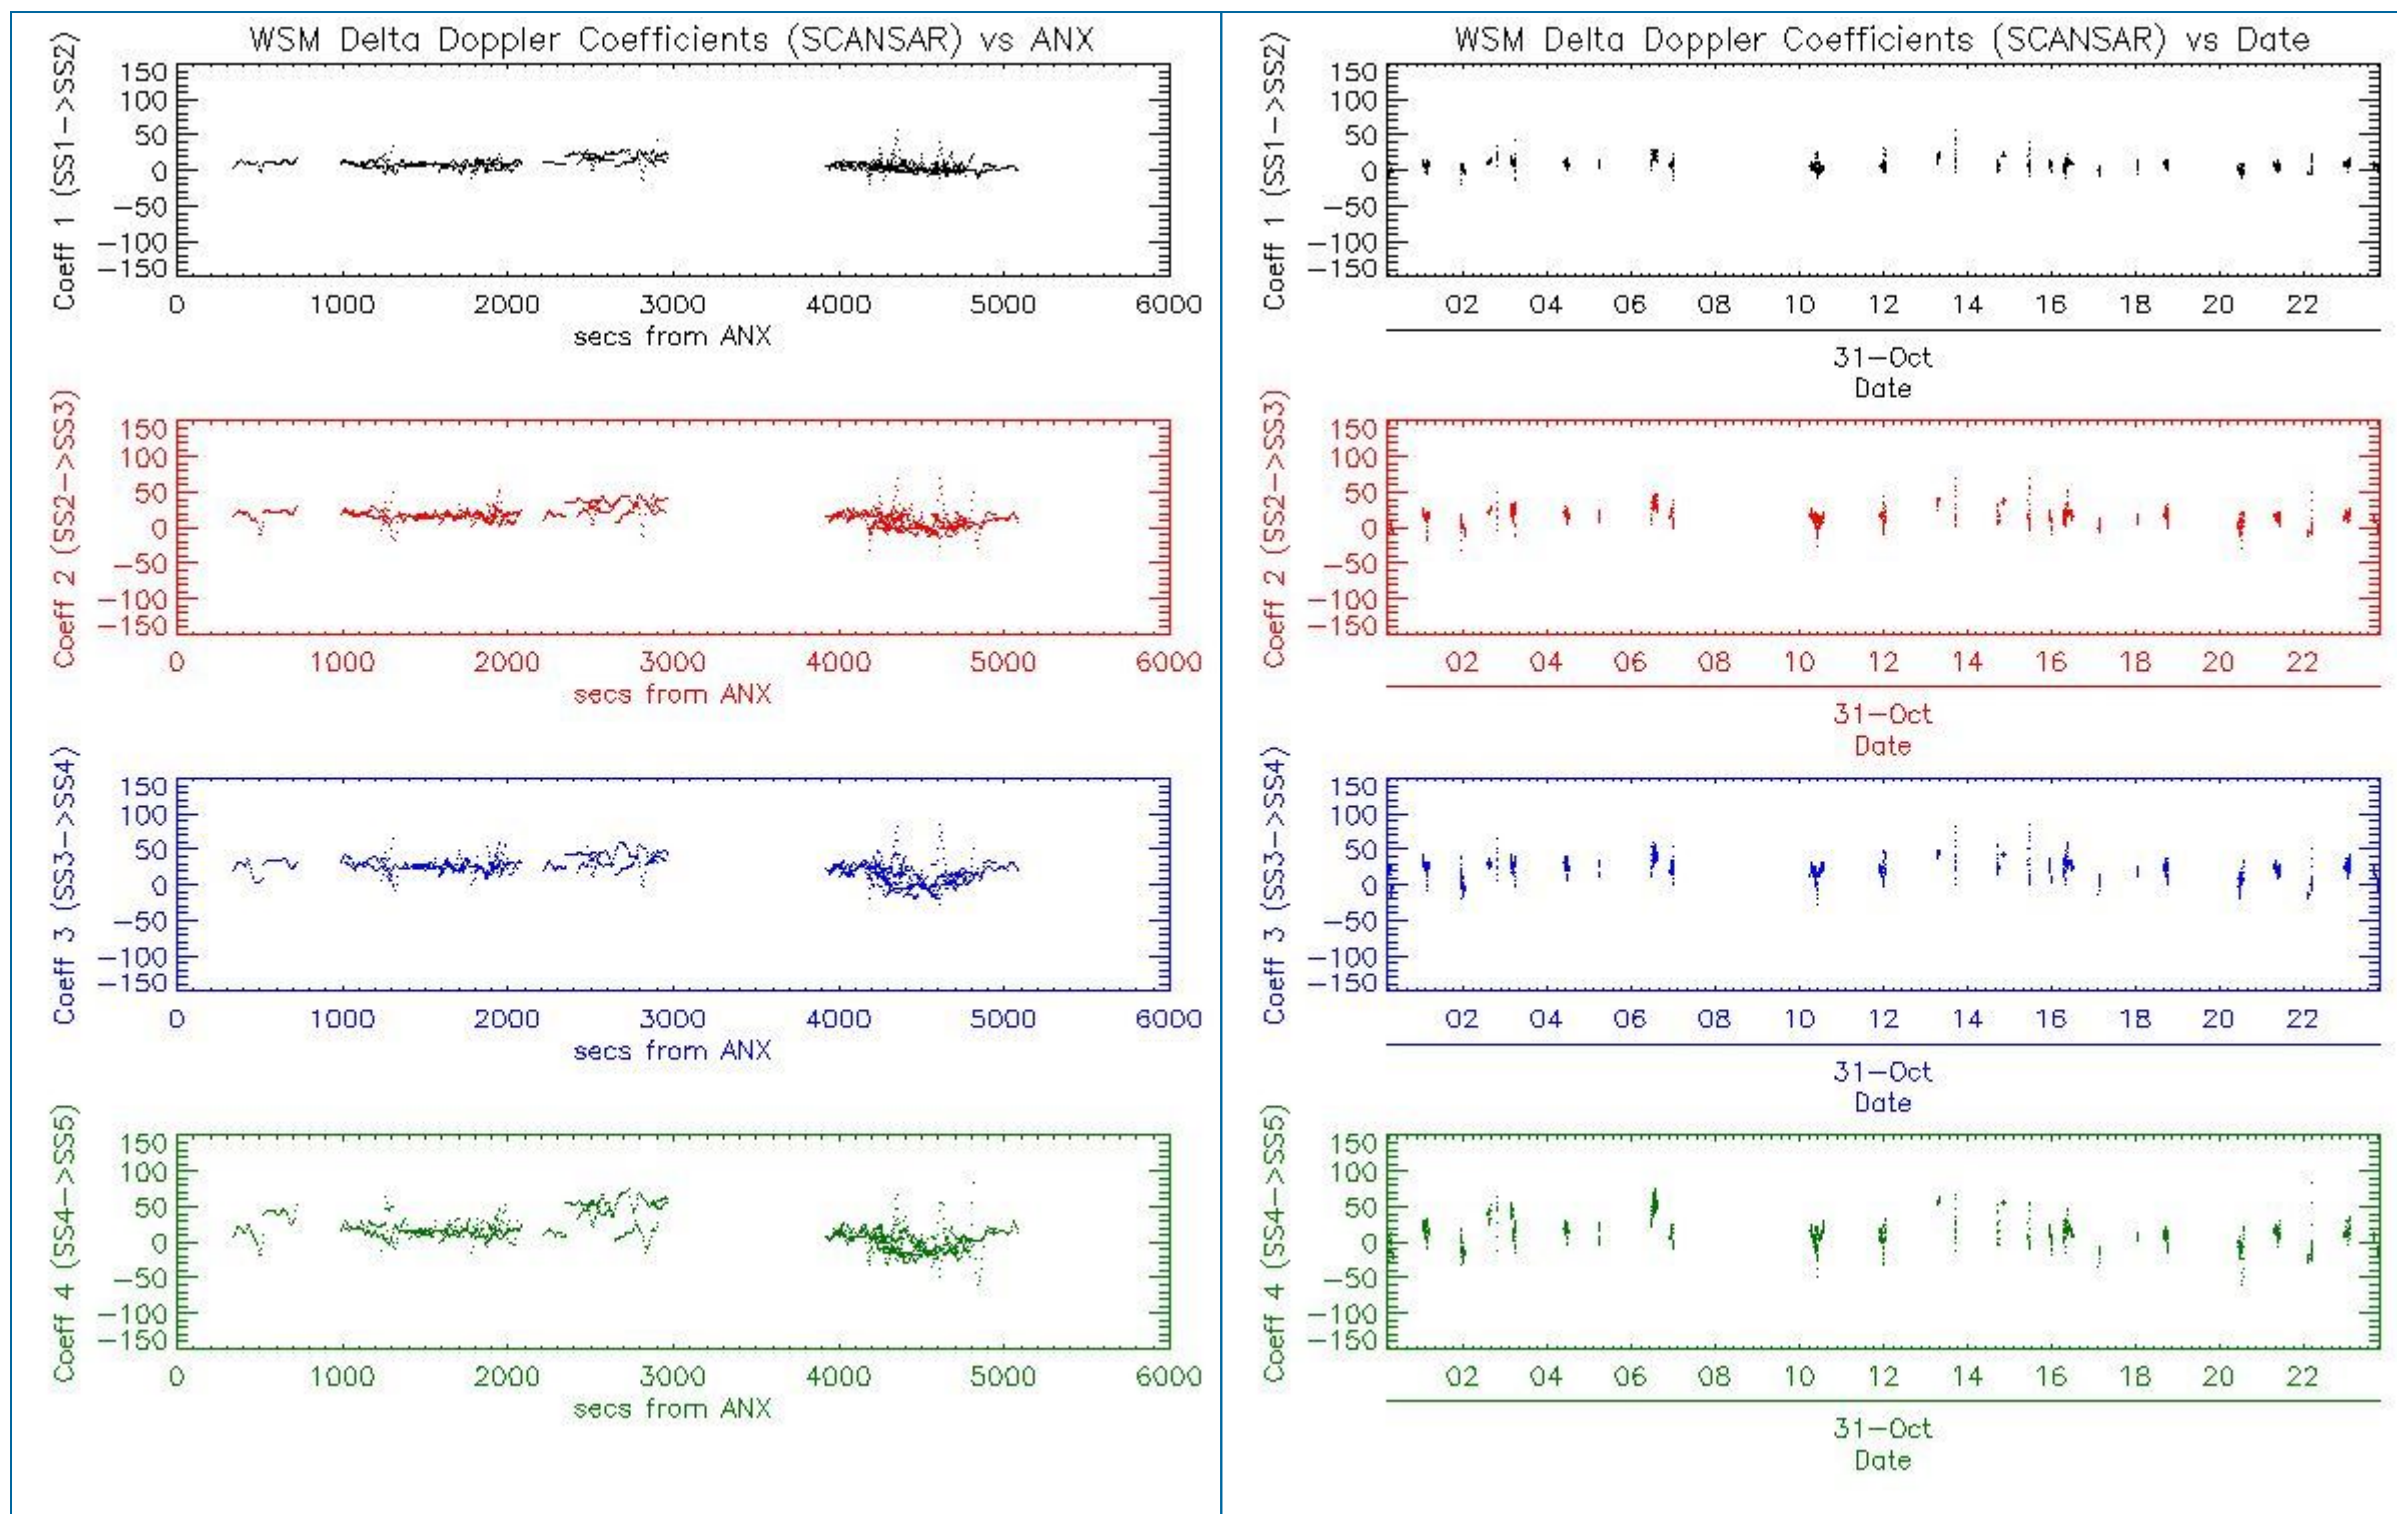 WSM Delta Doppler Coefficients (SCANSAR) vs ANX
Coeff 1 (SS1->SS2)
150
100
50
0
-50
-100
-150
0 1000 2000 3000 4000 5000 6000
secs from ANX
Coeff 2 (SS2->SS3)
150
100
50
0
-50
-100
-150
0 1000 2000 3000 4000 5000 6000
secs from ANX
Coeff 3 (SS3->SS4)
150
100
50
0
-50
-100
-150
0 1000 2000 3000 4000 5000 6000
secs from ANX
Coeff 4 (SS4->SS5)
150
100
50
0
-50
-100
-150
0 1000 2000 3000 4000 5000 6000
secs from ANX
WSM Delta Doppler Coefficients (SCANSAR) vs Date
Coeff 1 (SS1->SS2)
150
100
50
0
-50
-100
-150
02 04 06 08 10 12 14 16 18 20 22
31-Oct
Date
Coeff 2 (SS2->SS3)
150
100
50
0
-50
-100
-150
02 04 06 08 10 12 14 16 18 20 22
31-Oct
Date
Coeff 3 (SS3->SS4)
150
100
50
0
-50
-100
-150
02 04 06 08 10 12 14 16 18 20 22
31-Oct
Date
Coeff 4 (SS4->SS5)
150
100
50
0
-50
-100
-150
02 04 06 08 10 12 14 16 18 20 22
31-Oct
Date